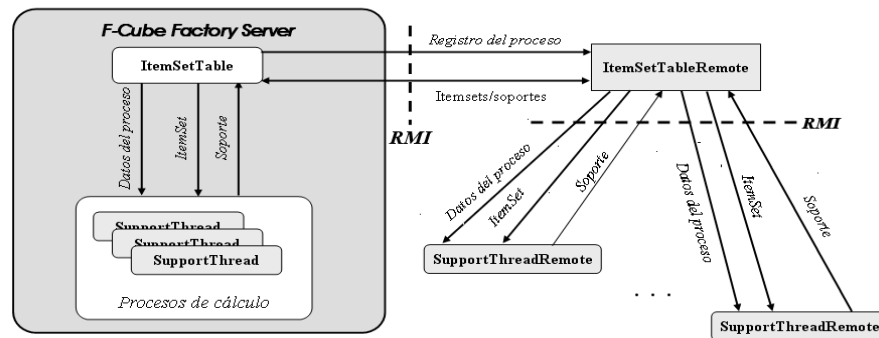 F-Cube Factory Server
ItemSetTable
Registro del proceso
ItemSetTableRemote
Itemsets/soportes
RMI
RMI
Datos del proceso
ItemSet
Soporte
Datos del proceso
ItemSet
Soporte
Datos del proceso
ItemSet
Soporte
SupportThread
SupportThread
SupportThread
Procesos de cálculo
SupportThreadRemote
. . .
SupportThreadRemote